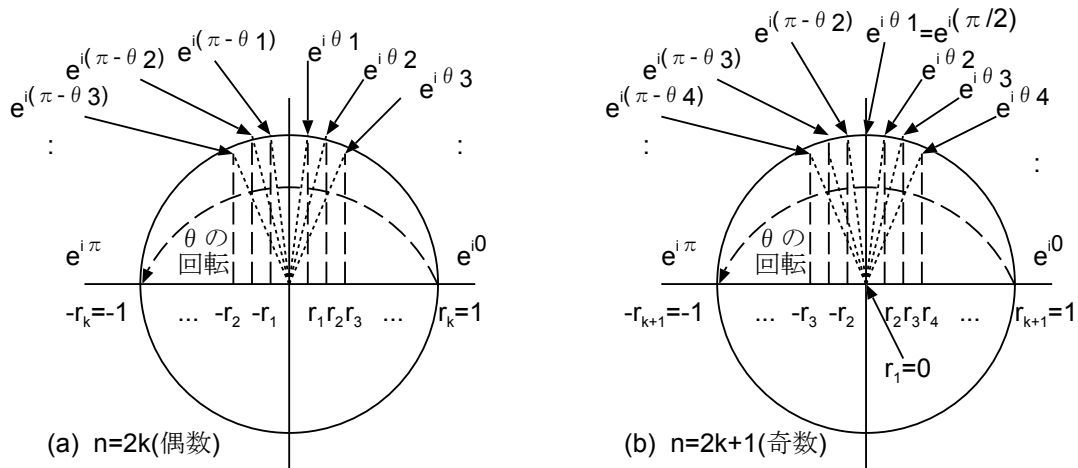 e^{i(π-θ1)}
e^{iθ1}
e^{i(π-θ2)}
e^{iθ2}
e^{i(π-θ3)}
e^{iθ3}
:
:
θの
回転
e^{iπ}
e^{i0}
-r_k=-1
...
-r_2
-r_1
r_1
r_2
r_3
...
r_k=1
(a) n=2k(偶数)
e^{i(π-θ2)}
e^{iθ1}=e^{i(π/2)}
e^{i(π-θ3)}
e^{iθ2}
e^{i(π-θ4)}
e^{iθ3}
e^{iθ4}
:
:
θの
回転
e^{iπ}
e^{i0}
-r_{k+1}=-1
...
-r_3
-r_2
r_2
r_3
r_4
...
r_{k+1}=1
r_1=0
(b) n=2k+1(奇数)